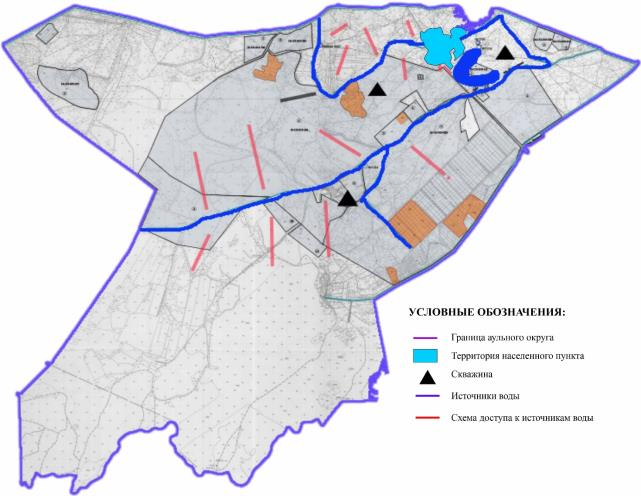 УСЛОВНЫЕ ОБОЗНАЧЕНИЯ:
Граница аульного округа
Территория населенного пункта
Скважина
Источники воды
Схема доступа к источникам воды